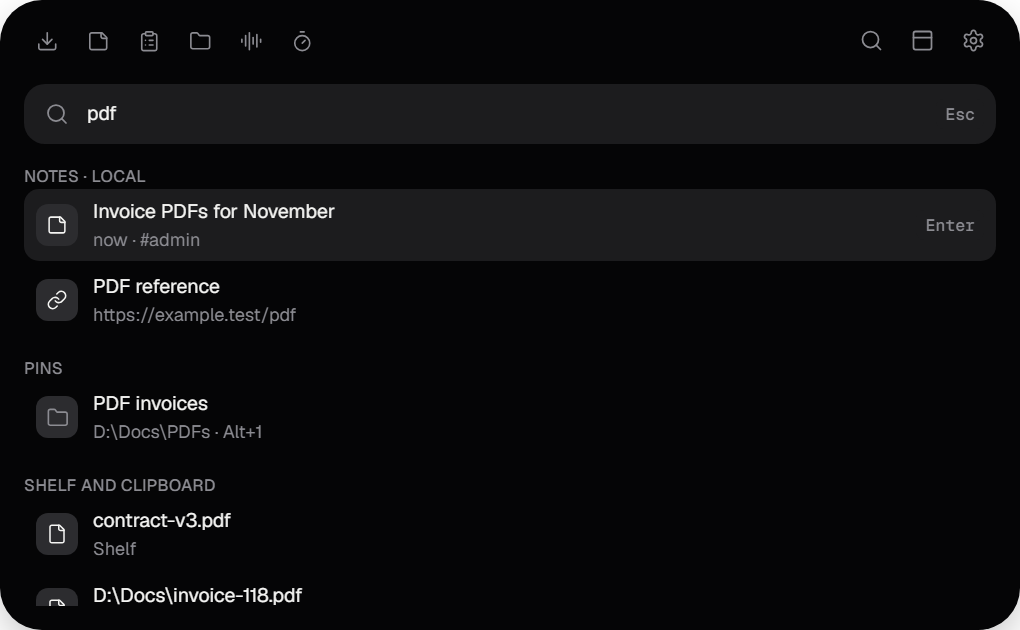 pdf
Esc
NOTES · LOCAL
Invoice PDFs for November
now · #admin
Enter
PDF reference
https://example.test/pdf
PINS
PDF invoices
D:\Docs\PDFs · Alt+1
SHELF AND CLIPBOARD
contract-v3.pdf
Shelf
D:\Docs\invoice-118.pdf